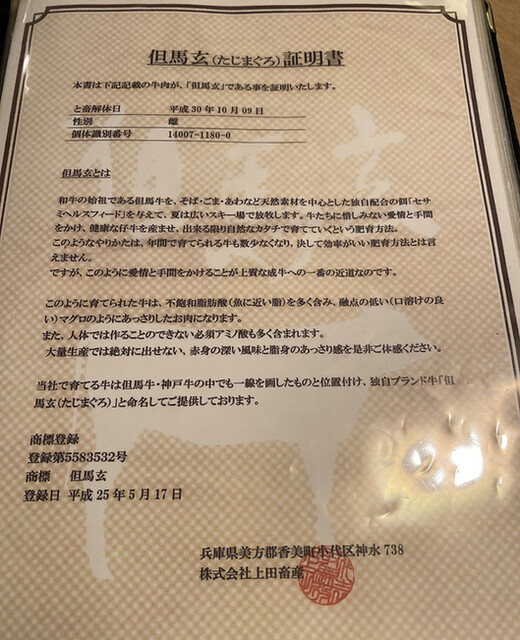 但馬玄(たじまぐろ)証明書
本書は下記記載の牛肉が、「但馬玄」である事を証明いたします。
と畜解体日 平成30年10月09日
性別 雌
個体識別番号 14007-1180-0
但馬玄とは
和牛の始祖である但馬牛を、そば・ごま・あわなど天然素材を中心とした独自配合の餌「セサ
ミヘルスフィード」を与えて、夏は広いスキー場で放牧します。牛たちに惜しみない愛情と手間
をかけ、健康な仔牛を産ませ、出来る限り自然なカタチで育てていくという肥育方法。
このようなやりかたは、年間で育てられる牛も少数なくなり、決して効率がいい肥育方法とは言
えません。
ですが、このように愛情と手間をかけることが上質な成牛への一番の近道なのです。
このように育てられた牛は、不飽和脂肪酸(魚に近い脂)を多く含み、融点の低い(口溶けの良
い)マグロのようにあっさりしたお肉になります。
また、人体では作ることのできない必須アミノ酸も多く含まれます。
大量生産では絶対に出せない、赤身の深い風味と脂身のあっさり感を是非ご体感ください。
当社で育てる牛は但馬牛・神戸牛の中でも一線を画したものと位置付け、独自ブランド牛「但
馬玄(たじまぐろ)」と命名してご提供しております。
商標登録
登録第5583532号
商標 但馬玄
登録日 平成25年5月17日
兵庫県美方郡香美町小代区神水738
株式会社上田畜産